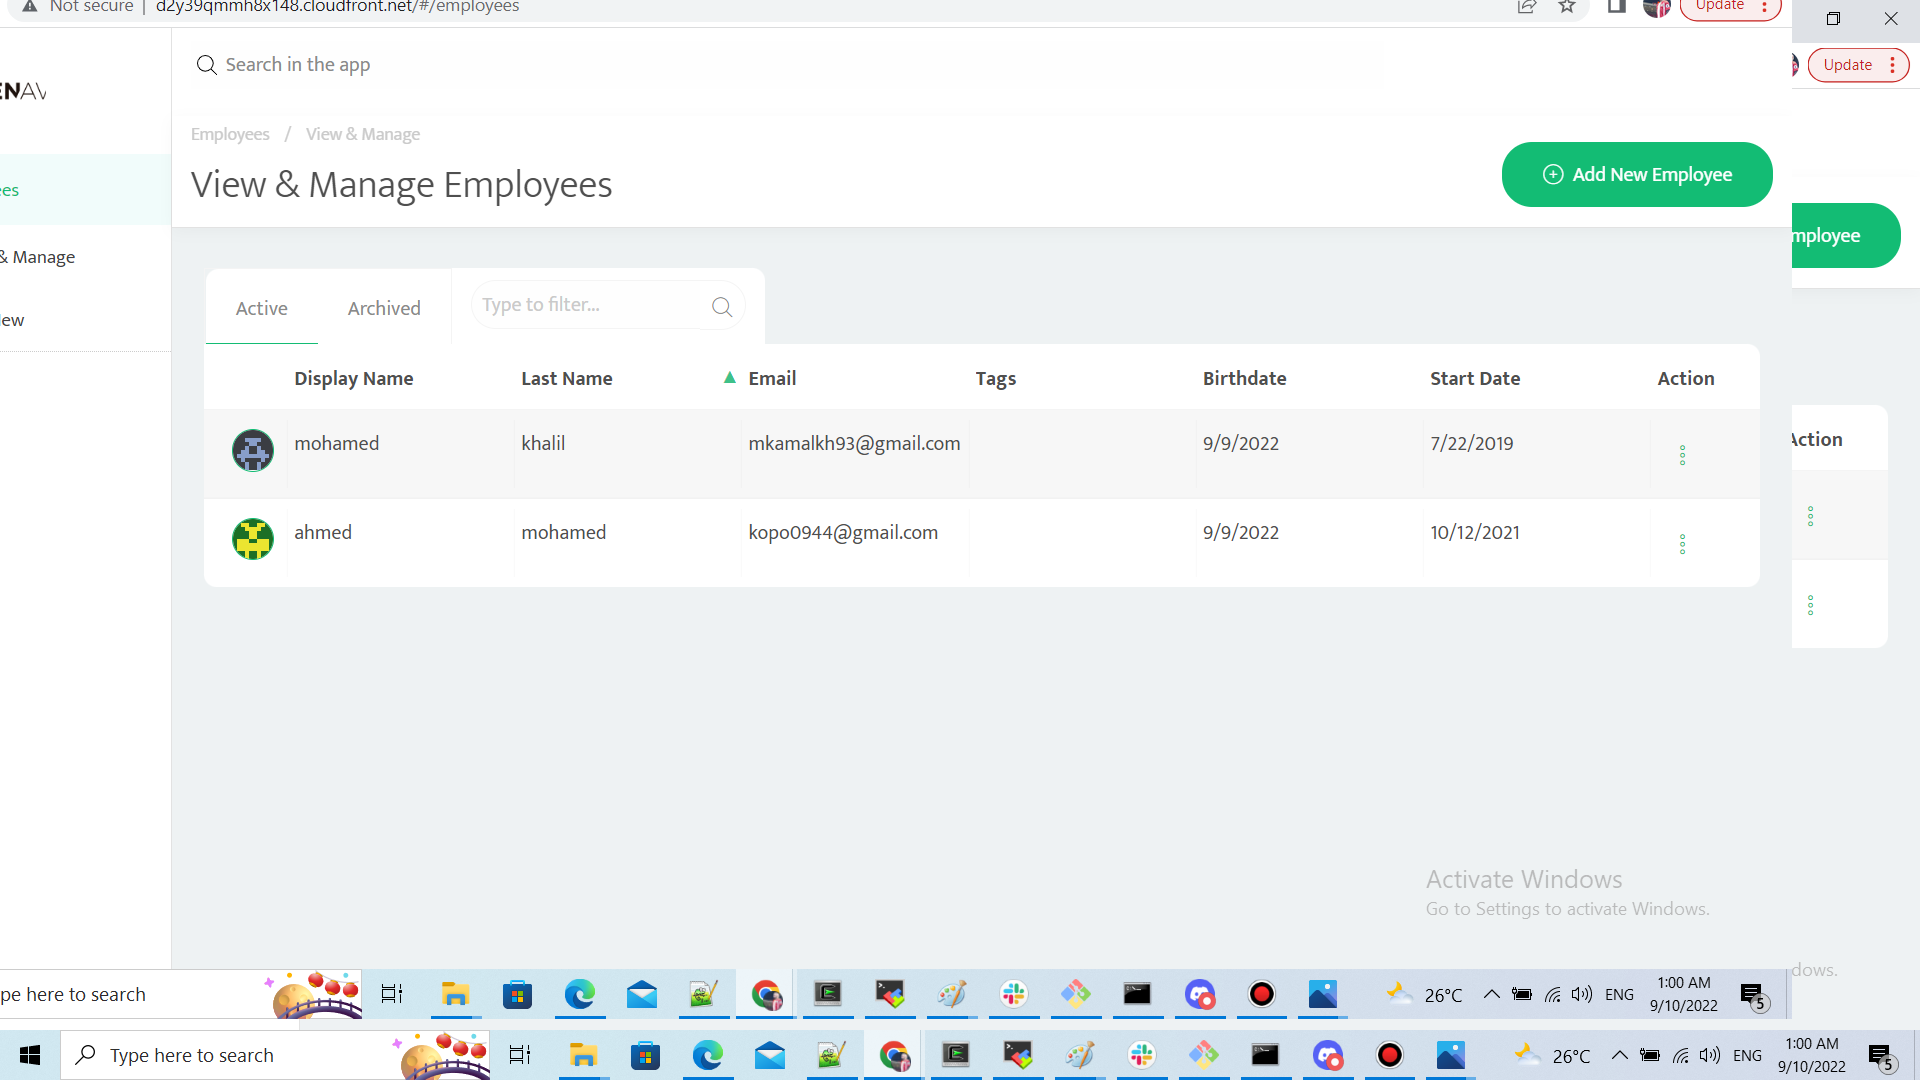 Not secure | d2y39qmmh8x148.cloudfront.net/#/employees
Update
Update
Search in the app
ENAV
Employees / View & Manage
View & Manage Employees
Add New Employee
mployee
ees
& Manage
ew
Active Archived Type to filter...
Display Name Last Name ▲ Email Tags Birthdate Start Date Action
Action
mohamed khalil mkamalkh93@gmail.com 9/9/2022 7/22/2019
ahmed mohamed kopo0944@gmail.com 9/9/2022 10/12/2021
Activate Windows
Go to Settings to activate Windows.
dows.
pe here to search 26°C ENG 1:00 AM 9/10/2022 5
Type here to search 26°C ENG 1:00 AM 9/10/2022 5